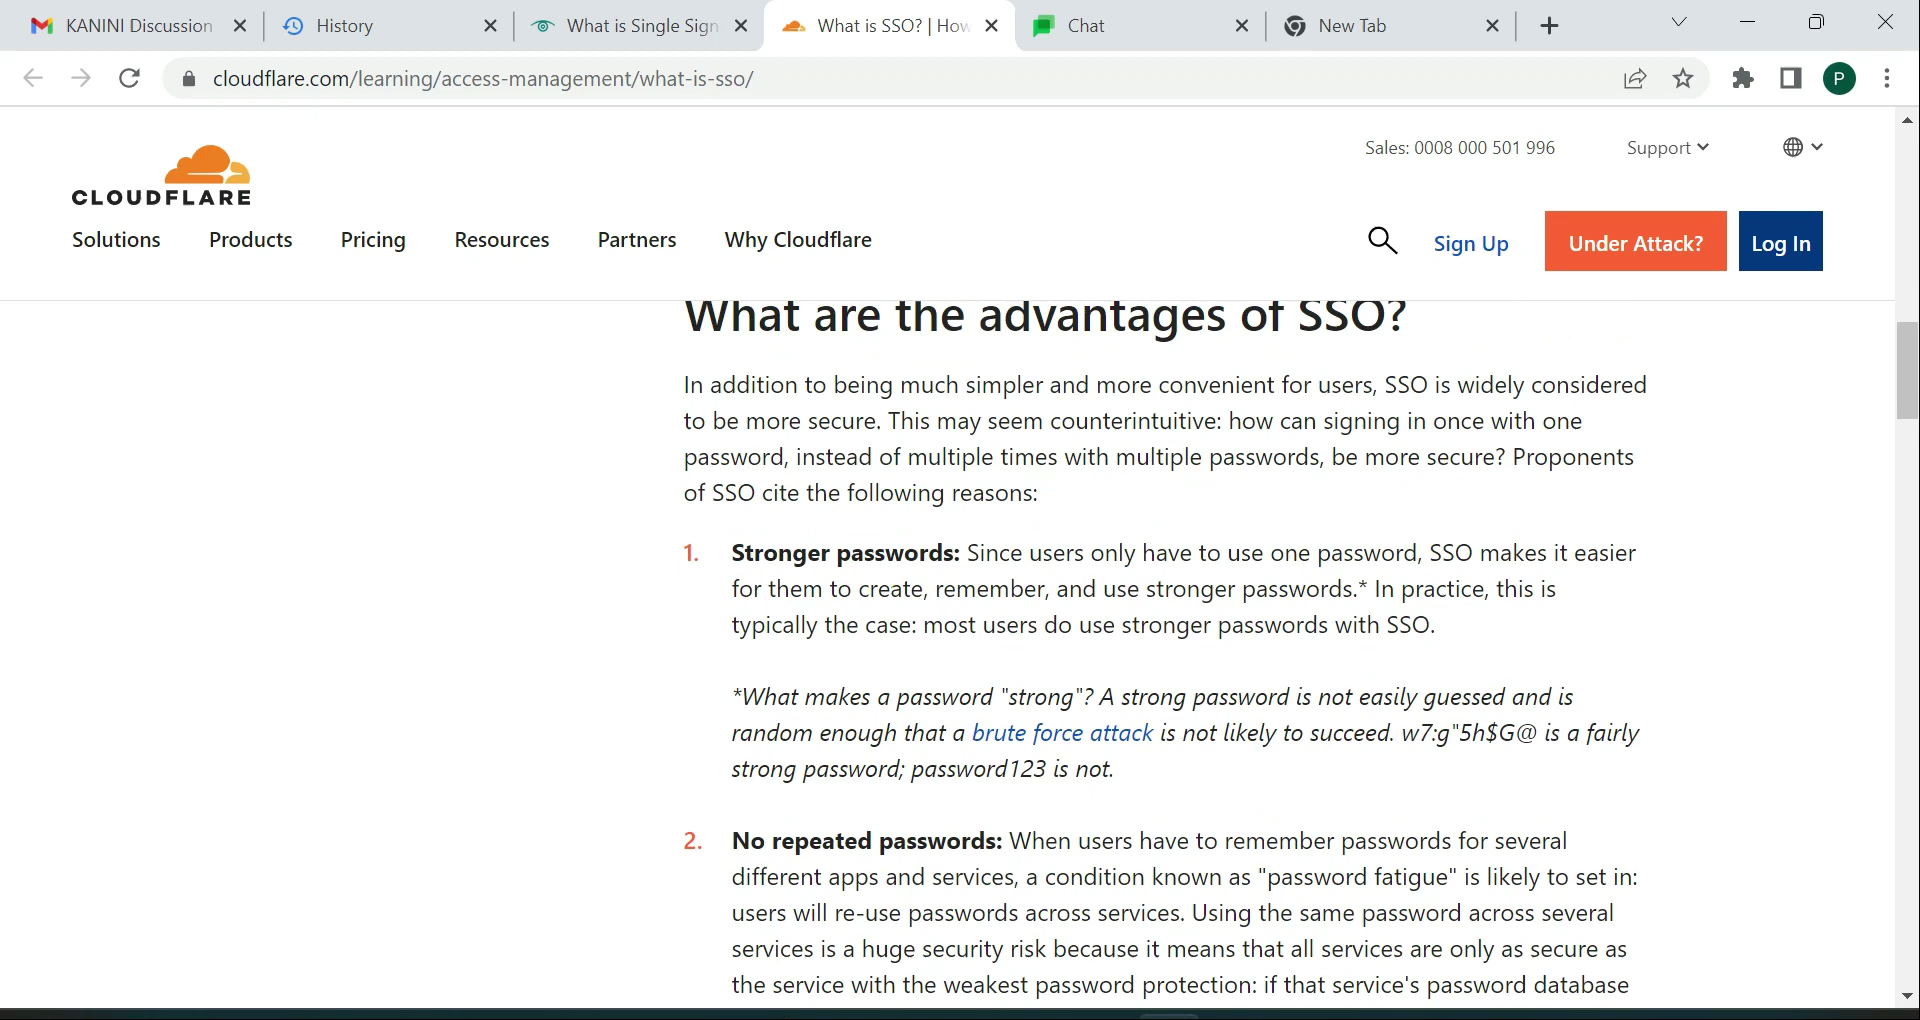 KANINI Discussion
History
What is Single Sign
What is SSO? | How
Chat
New Tab
cloudflare.com/learning/access-management/what-is-sso/
P
Sales: 0008 000 501 996
Support
CLOUDFLARE
Solutions
Products
Pricing
Resources
Partners
Why Cloudflare
Sign Up
Under Attack?
Log In
What are the advantages of SSO?
In addition to being much simpler and more convenient for users, SSO is widely considered
to be more secure. This may seem counterintuitive: how can signing in once with one
password, instead of multiple times with multiple passwords, be more secure? Proponents
of SSO cite the following reasons:
1. Stronger passwords: Since users only have to use one password, SSO makes it easier
for them to create, remember, and use stronger passwords.* In practice, this is
typically the case: most users do use stronger passwords with SSO.
*What makes a password "strong"? A strong password is not easily guessed and is
random enough that a brute force attack is not likely to succeed. w7:g"5h$G@ is a fairly
strong password; password123 is not.
2. No repeated passwords: When users have to remember passwords for several
different apps and services, a condition known as "password fatigue" is likely to set in:
users will re-use passwords across services. Using the same password across several
services is a huge security risk because it means that all services are only as secure as
the service with the weakest password protection: if that service's password database